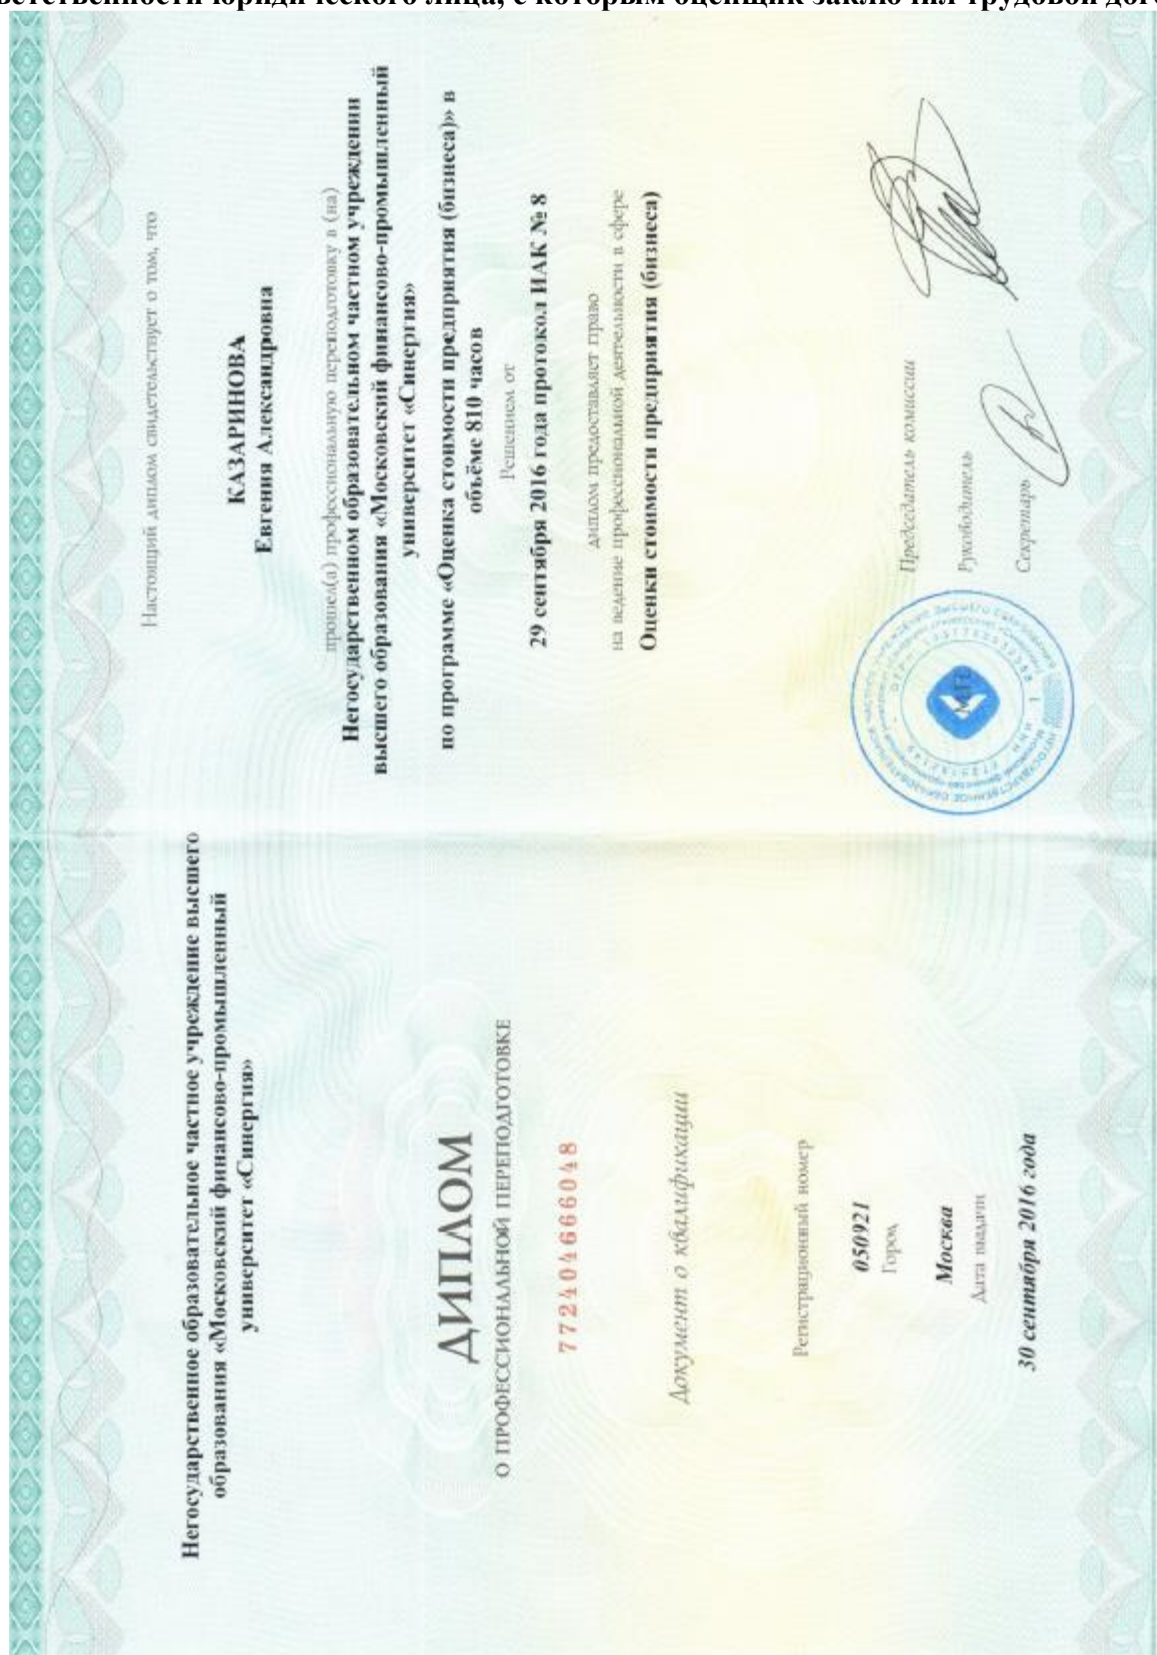 ветственности юридического лица, с которым оценщик заключил трудовой дог
Негосударственное образовательное частное учреждение высшего
образования «Московский финансово-промышленный
университет «Синергия»
ДИПЛОМ
О ПРОФЕССИОНАЛЬНОЙ ПЕРЕПОДГОТОВКЕ
772404666048
Документ о квалификации
Регистрационный номер
050921
Город
Москва
Дата выдачи
30 сентября 2016 года
Настоящий диплом свидетельствует о том, что
КАЗАРИНОВА
Евгения Александровна
прошел(а) профессиональную переподготовку в (на)
Негосударственном образовательном частном учреждении
высшего образования «Московский финансово-промышленный
университет «Синергия»
по программе «Оценка стоимости предприятия (бизнеса)» в
объёме 810 часов
Решением от
29 сентября 2016 года протокол ИАК № 8
диплом предоставляет право
на ведение профессиональной деятельности в сфере
Оценки стоимости предприятия (бизнеса)
Председатель комиссии
Руководитель
Секретарь
М.П.